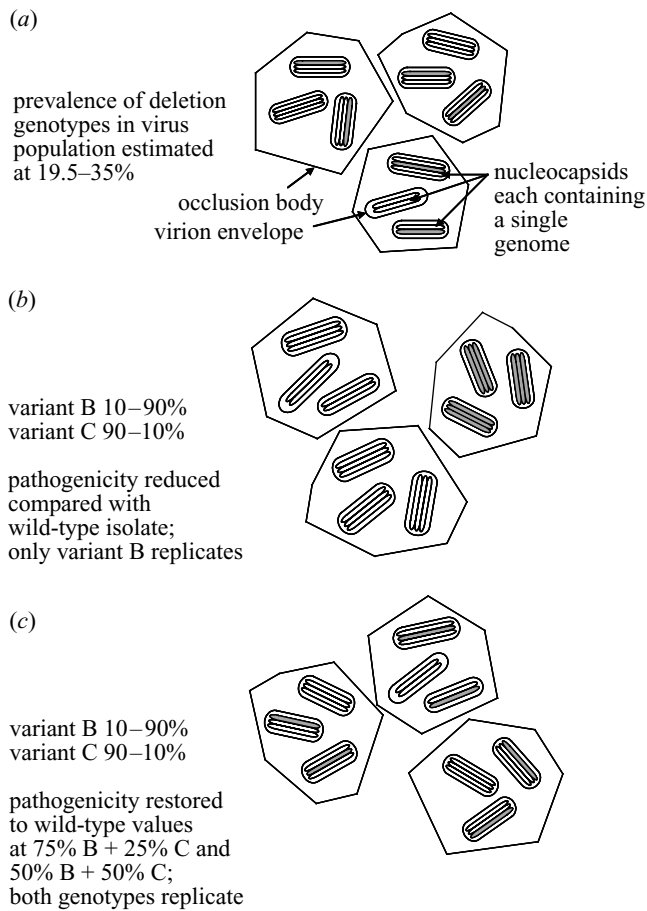 (a)
prevalence of deletion
genotypes in virus
population estimated
at 19.5–35%
occlusion body
virion envelope
nucleocapsids
each containing
a single
genome
(b)
variant B 10–90%
variant C 90–10%
pathogenicity reduced
compared with
wild-type isolate;
only variant B replicates
(c)
variant B 10–90%
variant C 90–10%
pathogenicity restored
to wild-type values
at 75% B + 25% C and
50% B + 50% C;
both genotypes replicate